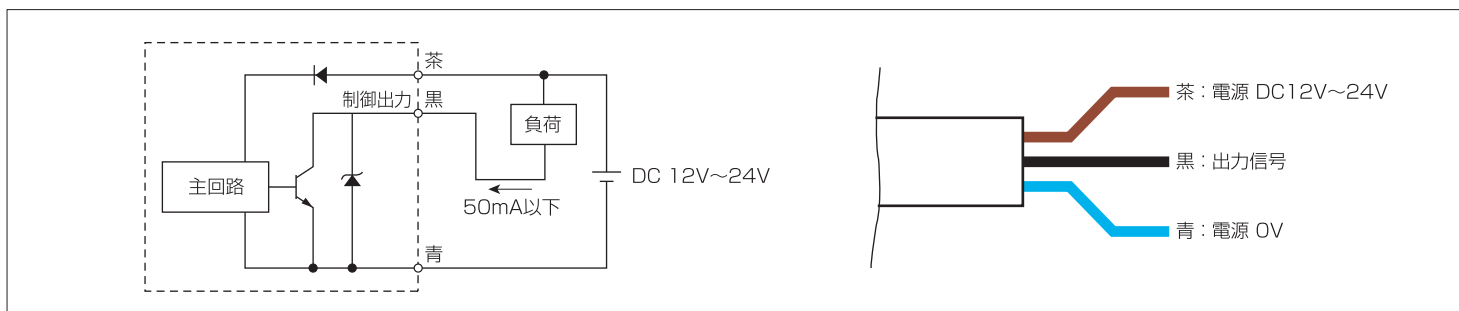 茶
制御出力
黒
負荷
主回路
DC 12V～24V
50mA以下
青
茶：電源 DC12V～24V
黒：出力信号
青：電源 0V